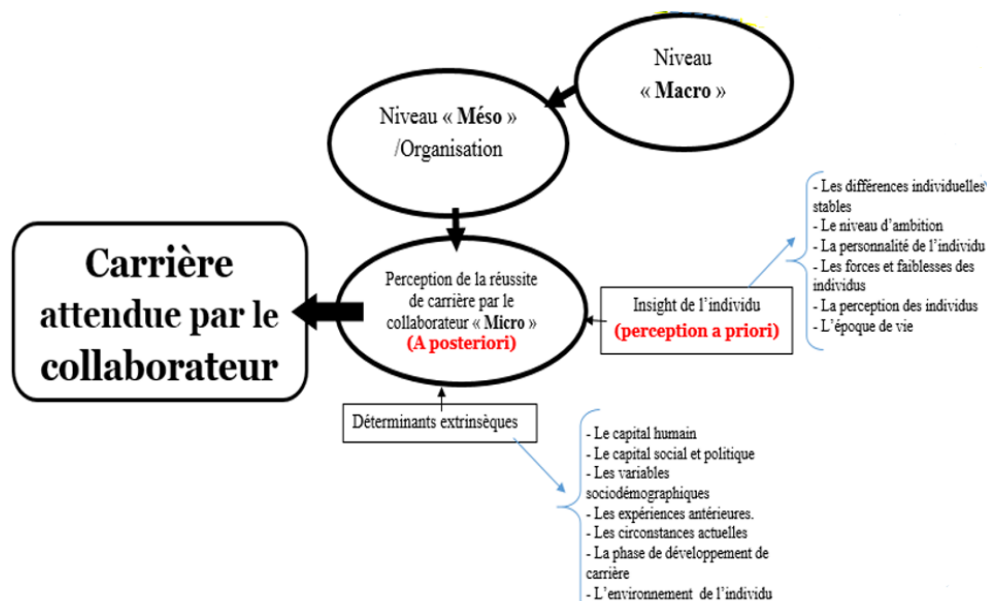 Niveau
« Macro »
Niveau « Méso »
/Organisation
Carrière
attendue par le
collaborateur
Perception de la réussite
de carrière par le
collaborateur « Micro »
(A posteriori)
Insight de l’individu
(perception a priori)
- Les différences individuelles
stables
- Le niveau d’ambition
- La personnalité de l’individu
- Les forces et faiblesses des
individus
- La perception des individus
- L’époque de vie
Déterminants extrinsèques
- Le capital humain
- Le capital social et politique
- Les variables
sociodémographiques
- Les expériences antérieures.
- Les circonstances actuelles
- La phase de développement de
carrière
- L’environnement de l’individu